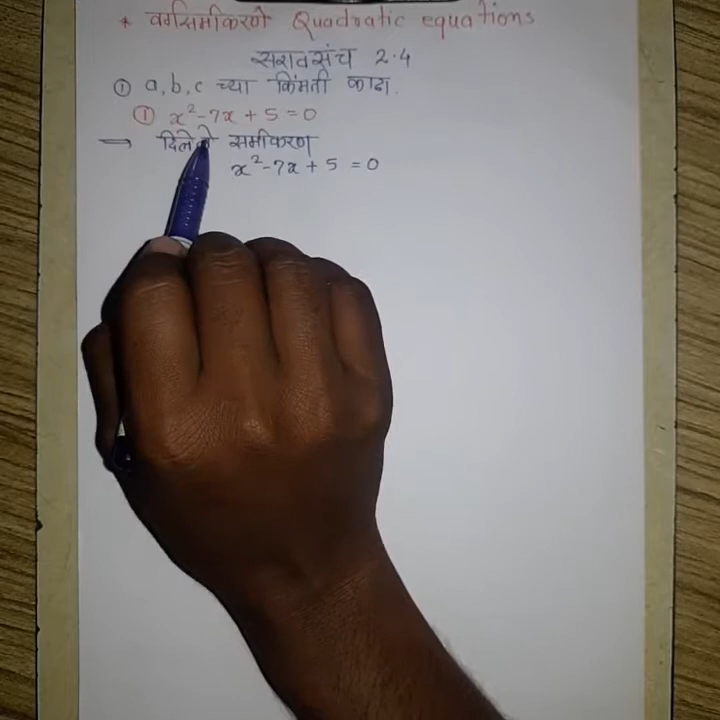 * वर्गसमीकरणे Quadratic equations
सरावसंच 2.4
① a, b, c च्या किंमती काढा.
① x² - 7x + 5 = 0
→ दिलेले समीकरण
x² - 7x + 5 = 0